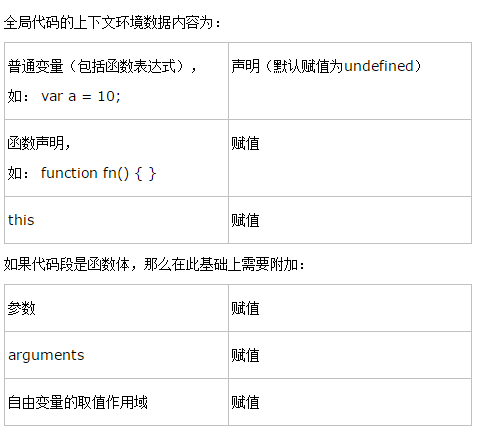 全局代码的上下文环境数据内容为：
普通变量（包括函数表达式），
如： var a = 10;
声明（默认赋值为undefined）
函数声明，
如： function fn() { }
赋值
this
赋值
如果代码段是函数体，那么在此基础上需要附加：
参数
赋值
arguments
赋值
自由变量的取值作用域
赋值